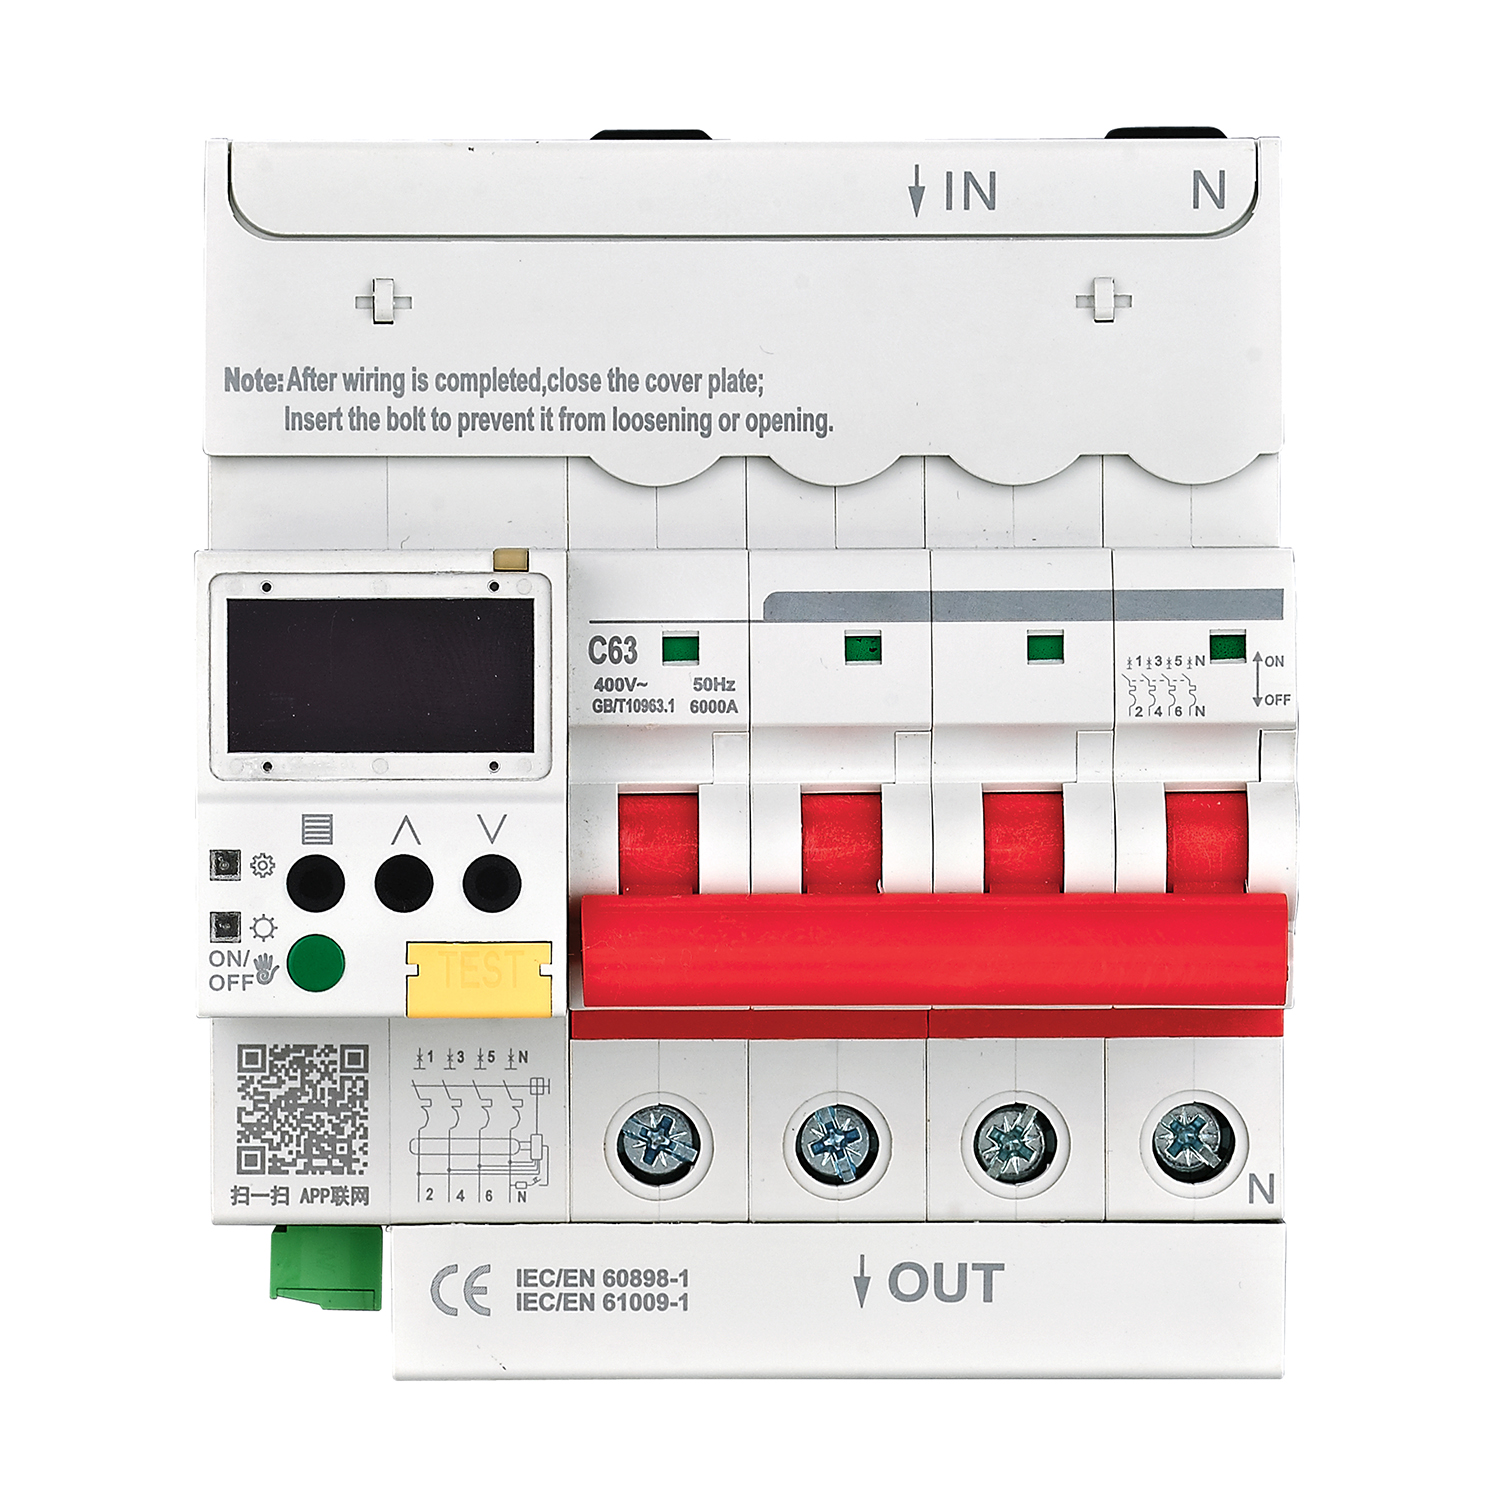 IN N
Note:After wiring is completed,close the cover plate;
Insert the bolt to prevent it from loosening or opening.
C63
400V~ 50Hz
GB/T10963.1 6000A
1 3 5 N
2 4 6 N
ON
OFF
ON/
OFF
TEST
1 3 5 N
2 4 6 N
扫一扫 APP联网
N
CE
IEC/EN 60898-1
IEC/EN 61009-1
OUT